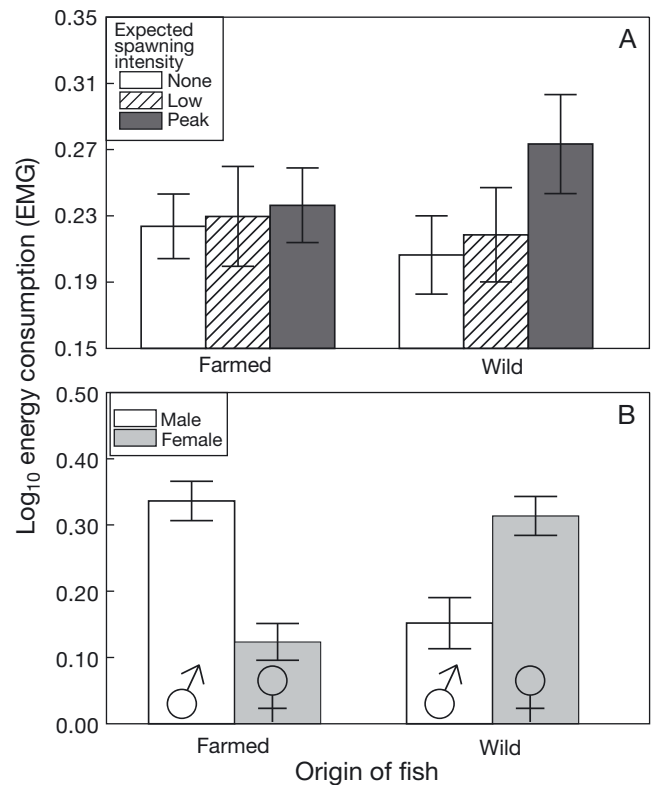 0.35
Expected
spawning
intensity
None
Low
Peak
A
0.31
0.27
0.23
0.19
0.15
Farmed
Wild
Log10 energy consumption (EMG)
0.50
Male
Female
B
0.40
0.30
0.20
0.10
0.00
♂ ♀ ♂ ♀
Farmed
Wild
Origin of fish